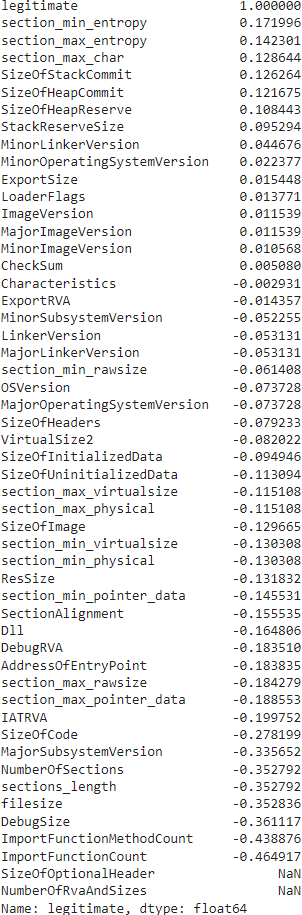 legitimate 1.000000
section_min_entropy 0.171996
section_max_entropy 0.142301
section_max_char 0.128644
SizeOfStackCommit 0.126264
SizeOfHeapCommit 0.121675
SizeOfHeapReserve 0.108443
StackReserveSize 0.095294
MinorLinkerVersion 0.044676
MinorOperatingSystemVersion 0.022377
ExportSize 0.015448
LoaderFlags 0.013771
ImageVersion 0.011539
MajorImageVersion 0.011539
MinorImageVersion 0.010568
CheckSum 0.005080
Characteristics -0.002931
ExportRVA -0.014357
MinorSubsystemVersion -0.052255
LinkerVersion -0.053131
MajorLinkerVersion -0.053131
section_min_rawsize -0.061408
OSVersion -0.073728
MajorOperatingSystemVersion -0.073728
SizeOfHeaders -0.079233
VirtualSize2 -0.082022
SizeOfInitializedData -0.094946
SizeOfUninitializedData -0.113094
section_max_virtualsize -0.115108
section_max_physical -0.115108
SizeOfImage -0.129665
section_min_virtualsize -0.130308
section_min_physical -0.130308
ResSize -0.131832
section_min_pointer_data -0.145531
SectionAlignment -0.155535
Dll -0.164806
DebugRVA -0.183510
AddressOfEntryPoint -0.183835
section_max_rawsize -0.184279
section_max_pointer_data -0.188553
IATRVA -0.199752
SizeOfCode -0.278199
MajorSubsystemVersion -0.335652
NumberOfSections -0.352792
sections_length -0.352792
filesize -0.352836
DebugSize -0.361117
ImportFunctionMethodCount -0.438876
ImportFunctionCount -0.464917
SizeOfOptionalHeader NaN
NumberOfRvaAndSizes NaN
Name: legitimate, dtype: float64